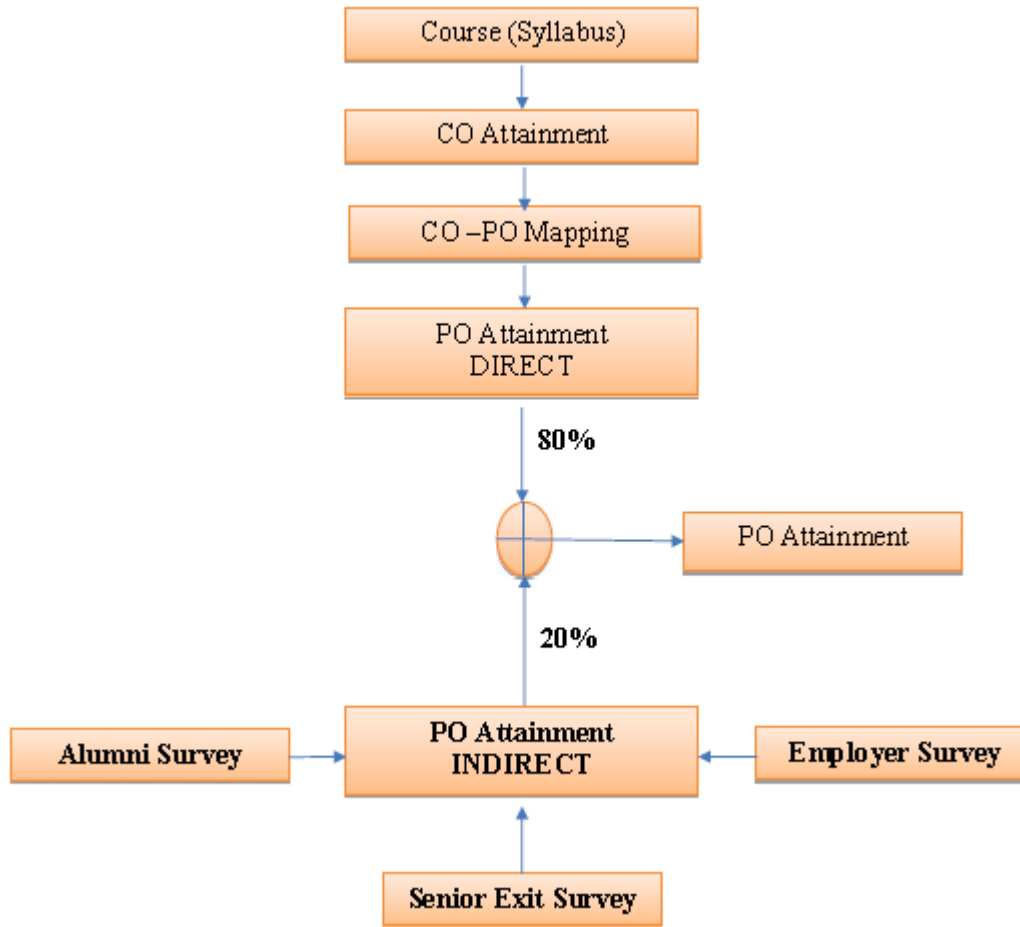 Course (Syllabus)
CO Attainment
CO –PO Mapping
PO Attainment
DIRECT
80%
PO Attainment
20%
PO Attainment
INDIRECT
Alumni Survey
Employer Survey
Senior Exit Survey